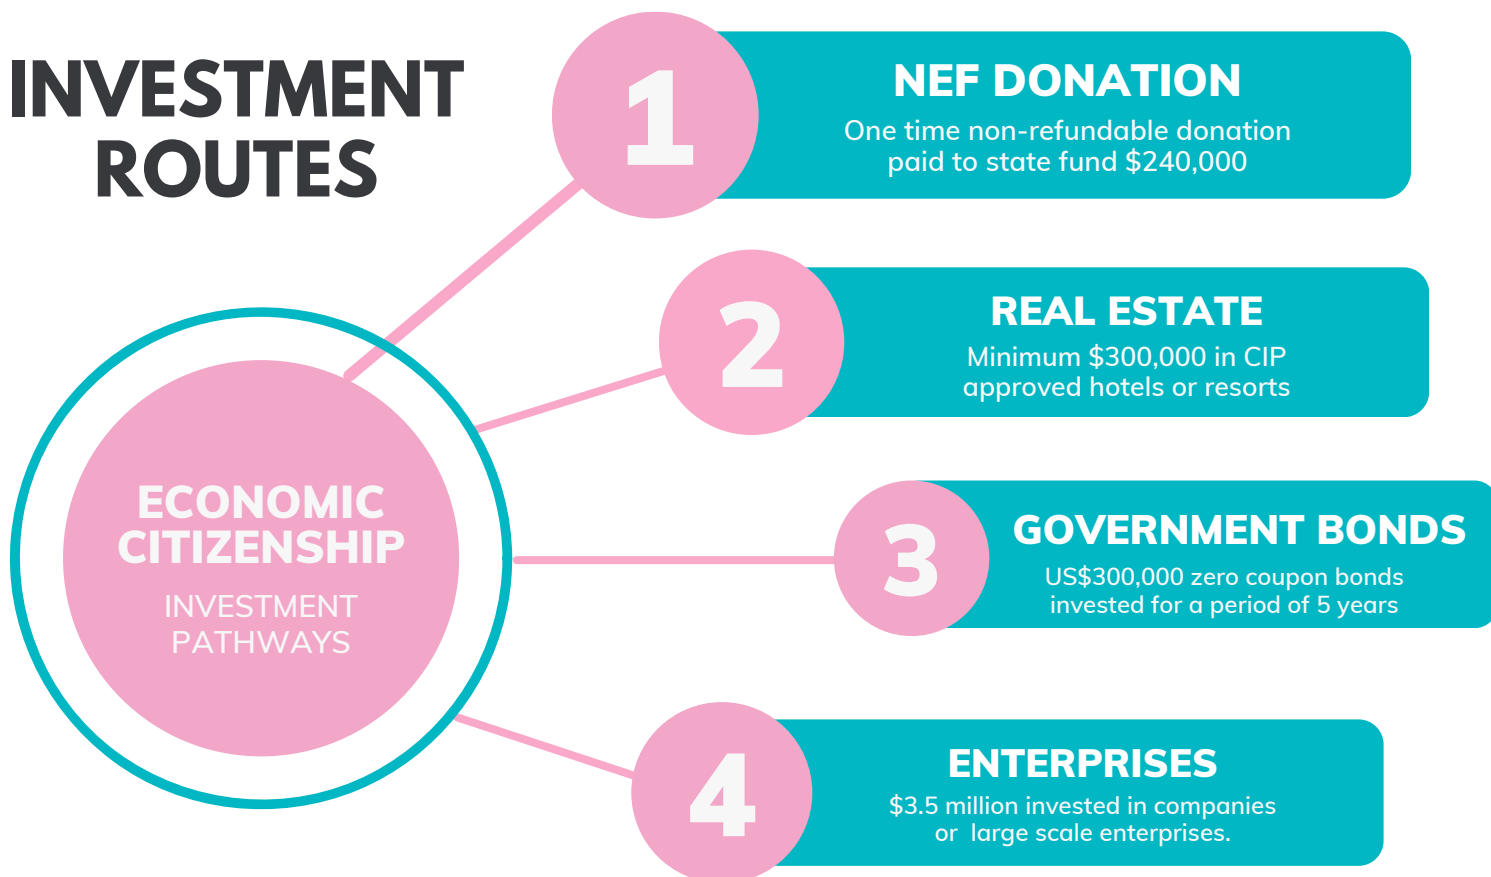 INVESTMENT
ROUTES
1
NEF DONATION
One time non-refundable donation
paid to state fund $240,000
2
REAL ESTATE
Minimum $300,000 in CIP
approved hotels or resorts
ECONOMIC
CITIZENSHIP
INVESTMENT
PATHWAYS
3
GOVERNMENT BONDS
US$300,000 zero coupon bonds
invested for a period of 5 years
4
ENTERPRISES
$3.5 million invested in companies
or large scale enterprises.